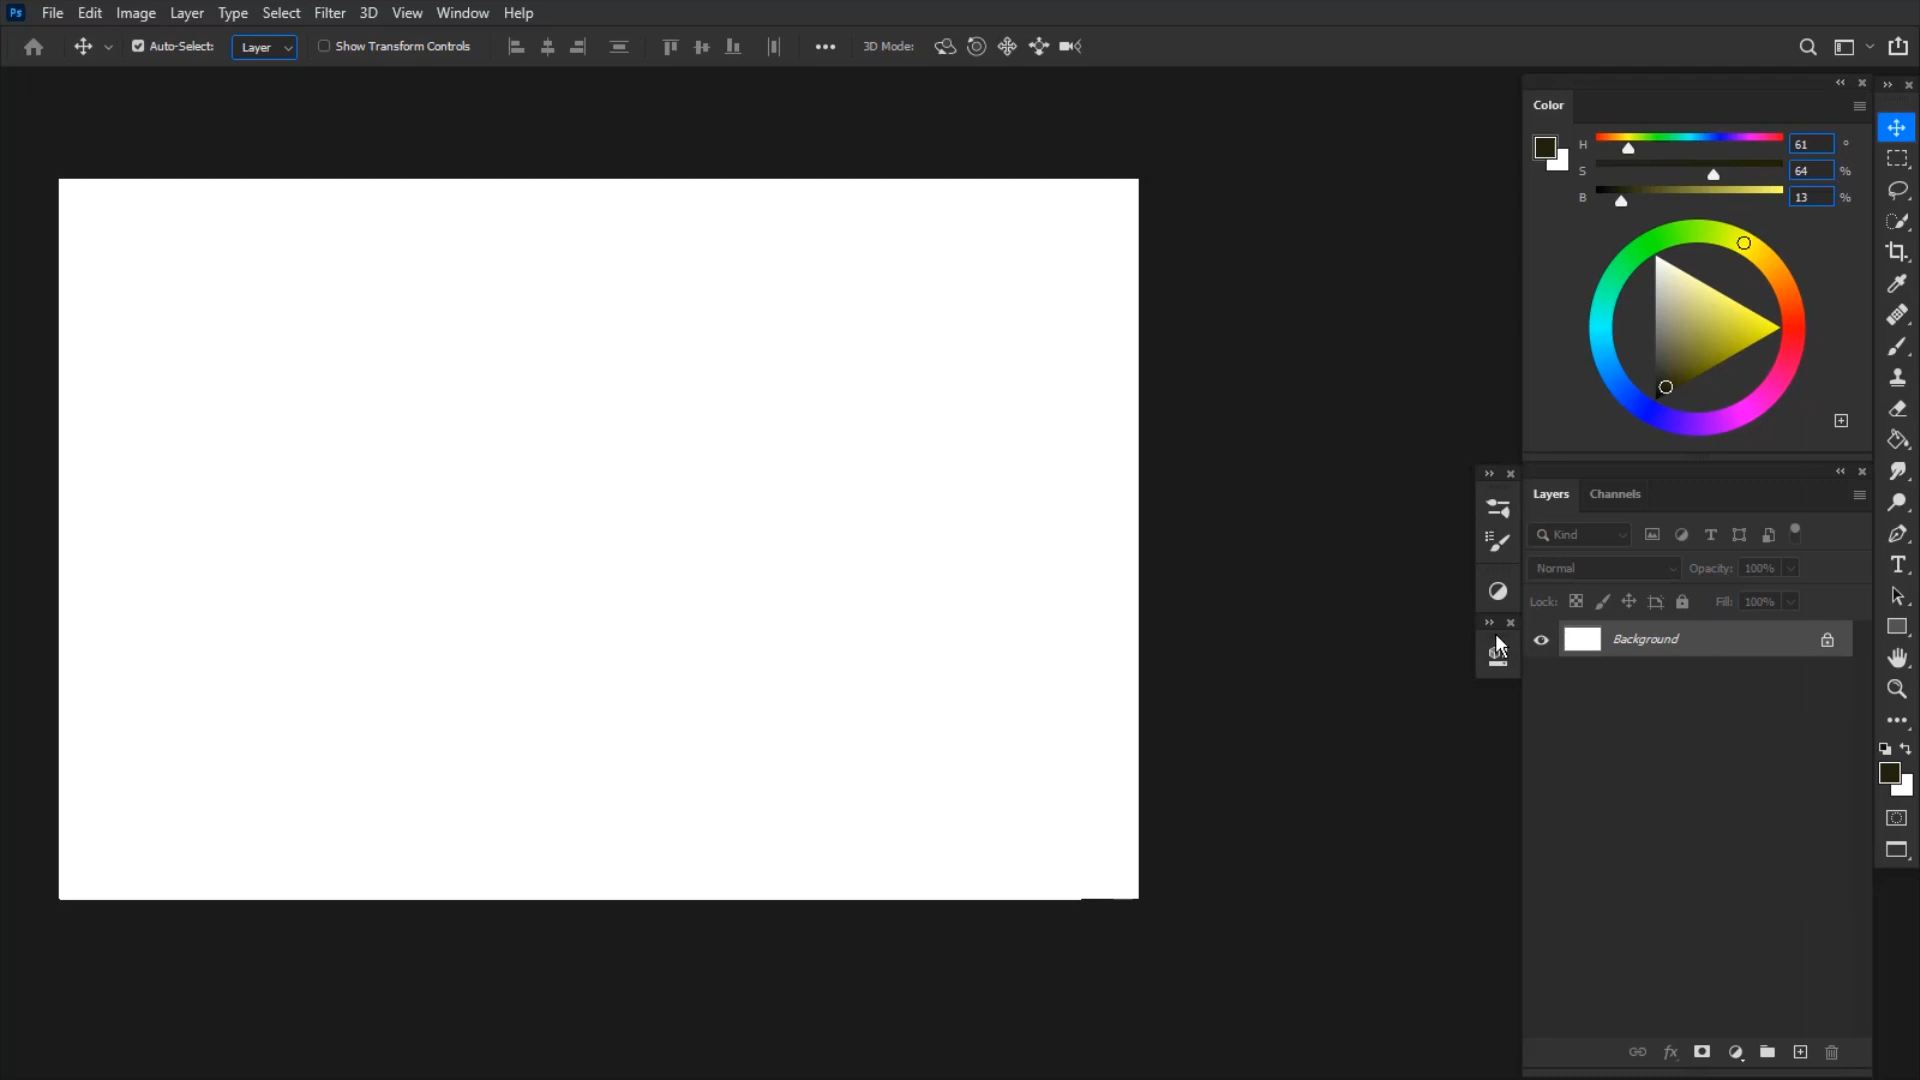 Ps File Edit Image Layer Type Select Filter 3D View Window Help
Auto-Select: Layer Show Transform Controls 3D Mode:
Color
H 61 °
S 64 %
B 13 %
Layers Channels
Kind
Normal Opacity: 100%
Lock: Fill: 100%
Background